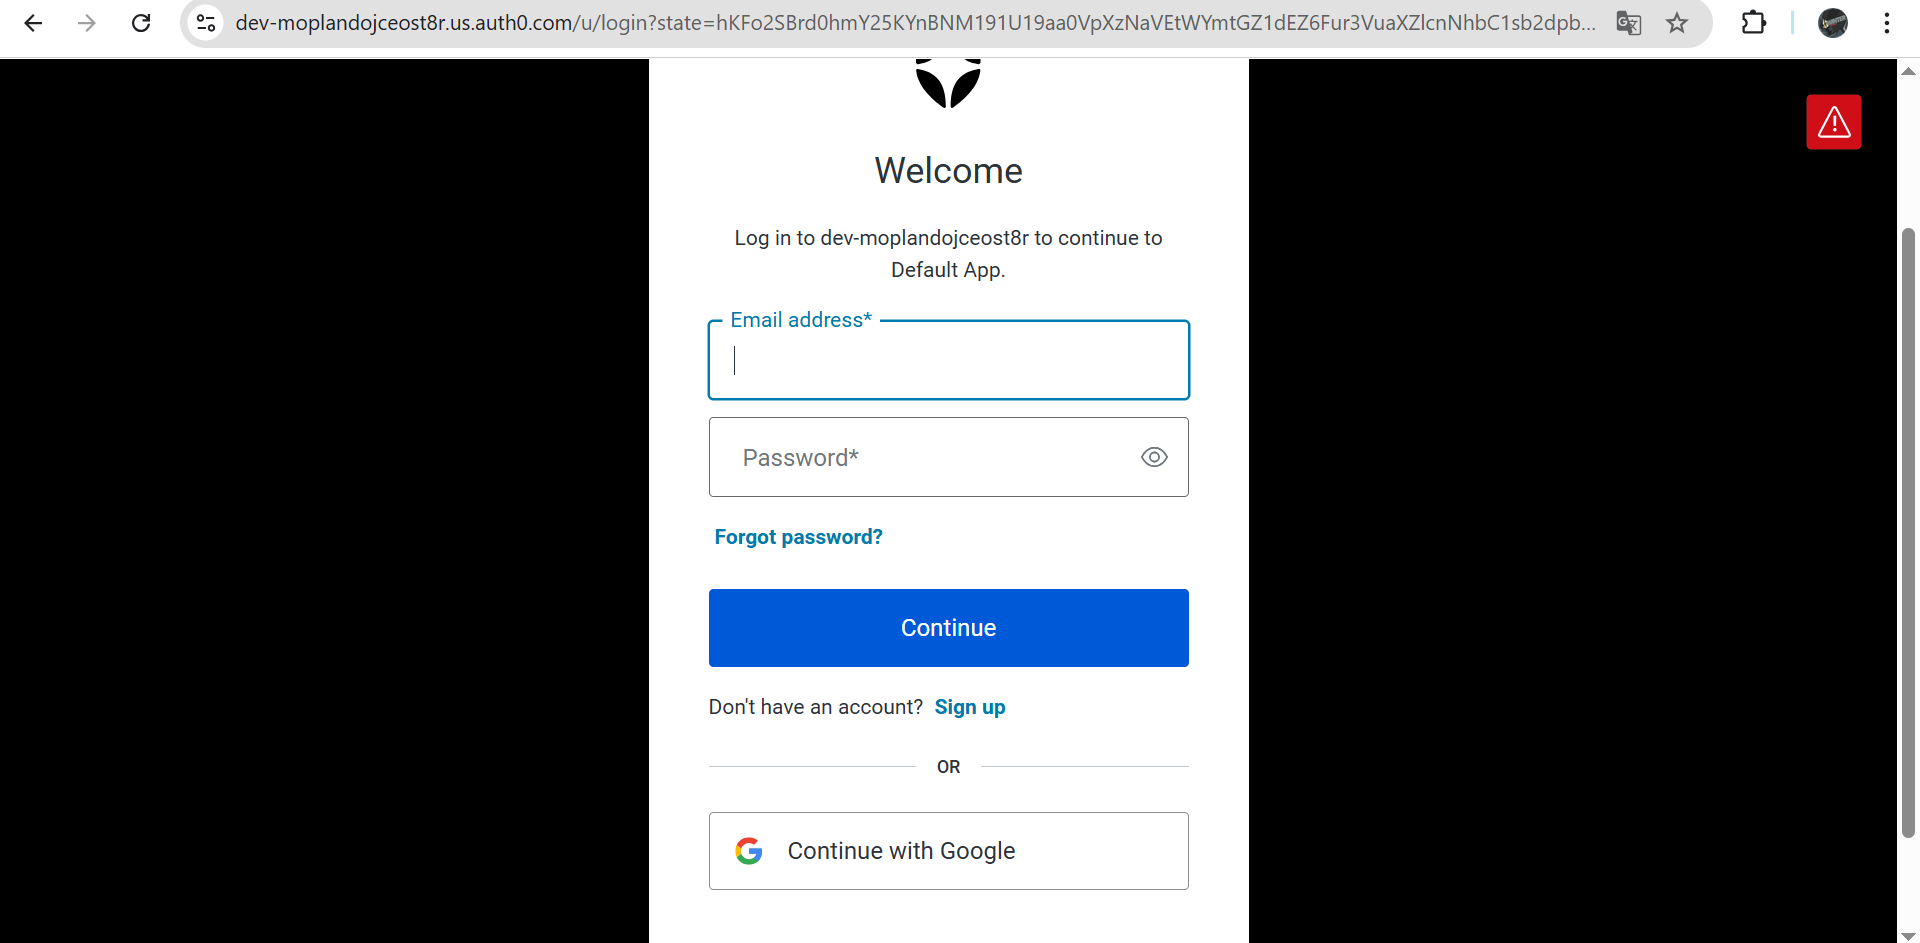 dev-moplandojceost8r.us.auth0.com/u/login?state=hKFo2SBrd0hmY25KYnBNM191U19aa0VpXzNaVEtWYmtGZ1dEZ6Fur3VuaXZlcnNhbC1sb2dpb...
Welcome
Log in to dev-moplandojceost8r to continue to
Default App.
Email address*
Password*
Forgot password?
Continue
Don't have an account? Sign up
OR
Continue with Google